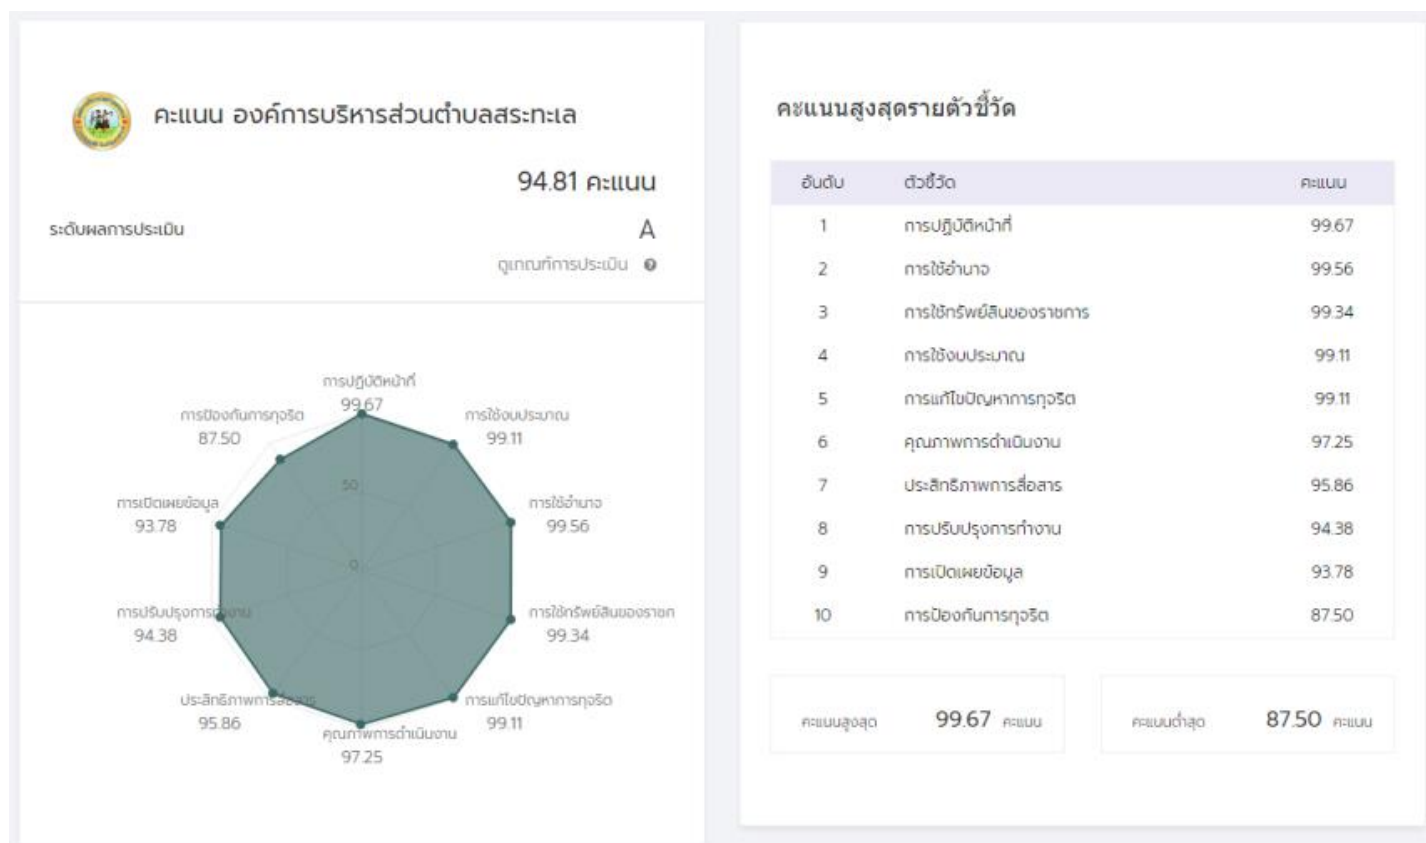 คะแนน องค์การบริหารส่วนตำบลสระทะเล
94.81 คะแนน
ระดับผลการประเมิน A
ดูเกณฑ์การประเมิน
การปฏิบัติหน้าที่
99.67
การป้องกันการทุจริต
87.50
การใช้งบประมาณ
99.11
50
การเปิดเผยข้อมูล
93.78
การใช้อำนาจ
99.56
0
การปรับปรุงการทำงาน
94.38
การใช้ทรัพย์สินของราชก
99.34
ประสิทธิภาพการสื่อสาร
95.86
การแก้ไขปัญหาการทุจริต
99.11
คุณภาพการดำเนินงาน
97.25
คะแนนสูงสุดรายตัวชี้วัด
อันดับ ตัวชี้วัด คะแนน
1 การปฏิบัติหน้าที่ 99.67
2 การใช้อำนาจ 99.56
3 การใช้ทรัพย์สินของราชการ 99.34
4 การใช้งบประมาณ 99.11
5 การแก้ไขปัญหาการทุจริต 99.11
6 คุณภาพการดำเนินงาน 97.25
7 ประสิทธิภาพการสื่อสาร 95.86
8 การปรับปรุงการทำงาน 94.38
9 การเปิดเผยข้อมูล 93.78
10 การป้องกันการทุจริต 87.50
คะแนนสูงสุด 99.67 คะแนน
คะแนนต่ำสุด 87.50 คะแนน